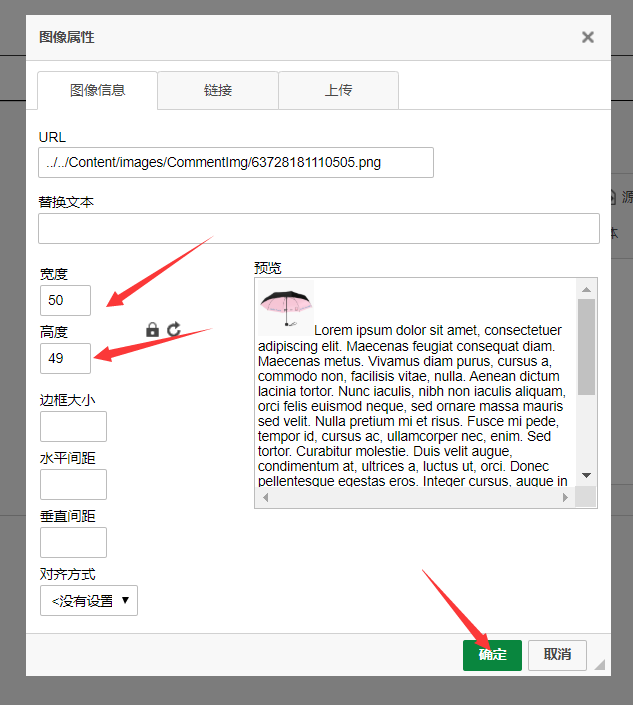 图像属性
图像信息
链接
上传
URL
../../Content/images/CommentImg/63728181110505.png
替换文本
宽度
50
高度
49
边框大小
水平间距
垂直间距
对齐方式
<没有设置
预览
Lorem ipsum dolor sit amet, consectetuer
adipiscing elit. Maecenas feugiat consequat diam.
Maecenas metus. Vivamus diam purus, cursus a,
commodo non, facilisis vitae, nulla. Aenean dictum
lacinia tortor. Nunc iaculis, nibh non iaculis aliquam,
orci felis euismod neque, sed ornare massa mauris
sed velit. Nulla pretium mi et risus. Fusce mi pede,
tempor id, cursus ac, ullamcorper nec, enim. Sed
tortor. Curabitur molestie. Duis velit augue,
condimentum at, ultrices a, luctus ut, orci. Donec
pellentesque egestas eros. Integer cursus, augue in
确定
取消
源
体